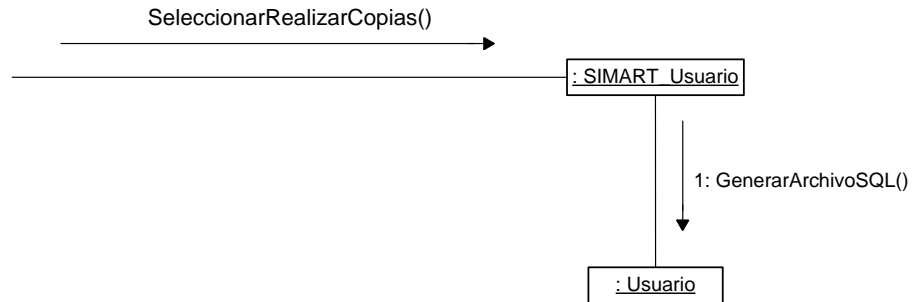 SeleccionarRealizarCopias()
: SIMART_Usuario
1: GenerarArchivoSQL()
: Usuario